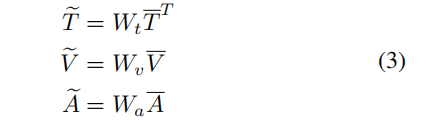 T̃ = W_t T̅^T
Ṽ = W_v V̅ (3)
Ã = W_a A̅